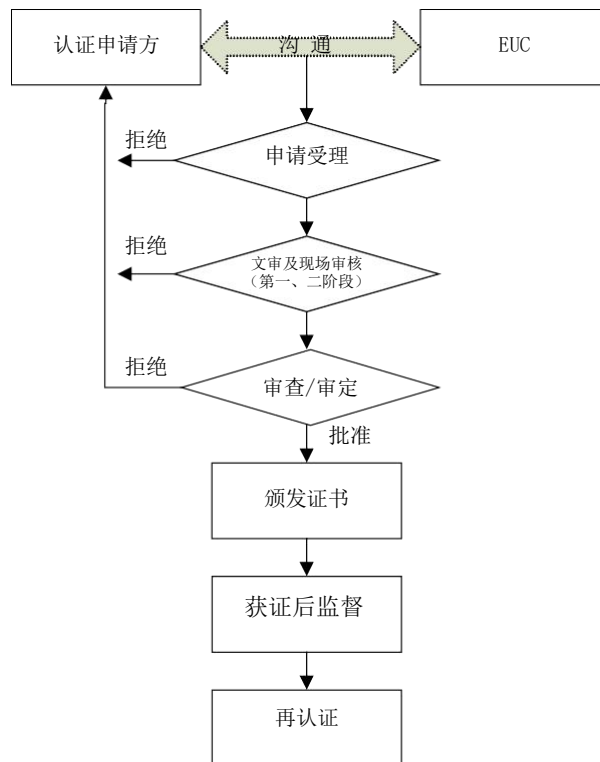 认证申请方
沟 通
EUC
拒绝
申请受理
拒绝
文审及现场审核
（第一、二阶段）
拒绝
审查/审定
批准
颁发证书
获证后监督
再认证